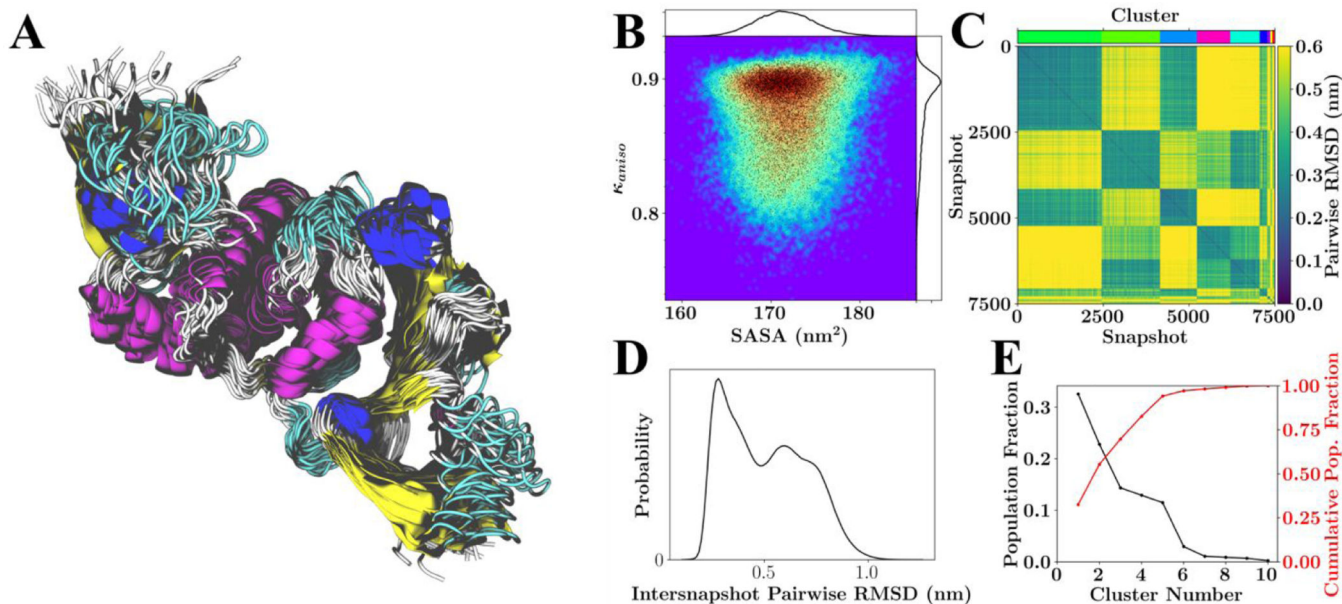 A
B
0.9
0.8
κaniso
160
170
180
SASA (nm²)
C
Cluster
0
2500
5000
7500
Snapshot
0
2500
5000
7500
Snapshot
0.6
0.5
0.4
0.3
0.2
0.1
0.0
Pairwise RMSD (nm)
D
Probability
0
0.5
1.0
Intersnapshot Pairwise RMSD (nm)
E
Population Fraction
0.3
0.2
0.1
0.0
0
2
4
6
8
10
Cluster Number
1.00
0.75
0.50
0.25
0.00
Cumulative Pop. Fraction